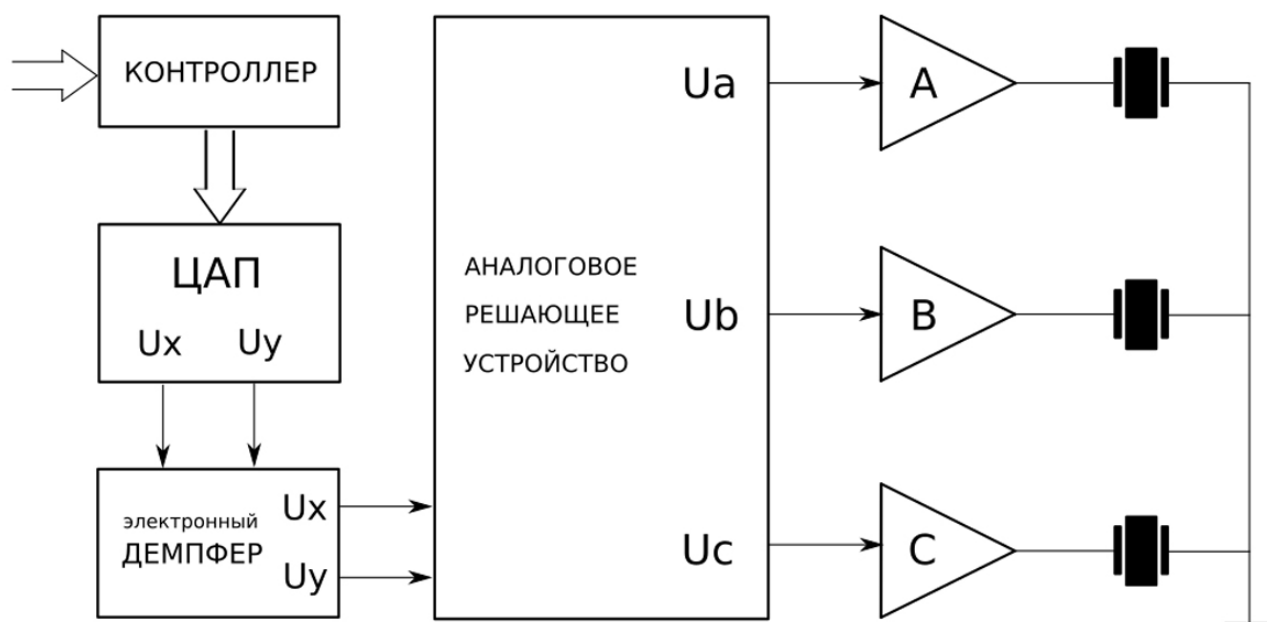 КОНТРОЛЛЕР
ЦАП
Ux Uy
электронный
ДЕМПФЕР
Ux
Uy
АНАЛОГОВОЕ
РЕШАЮЩЕЕ
УСТРОЙСТВО
Ua
Ub
Uc
A
B
C